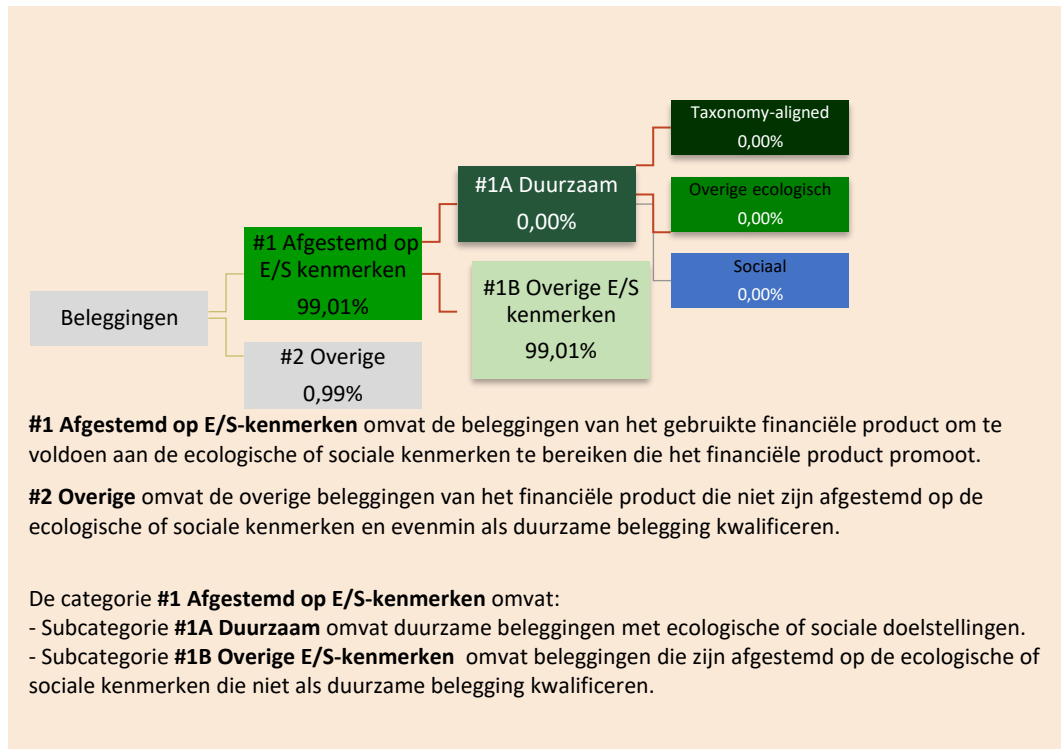 Taxonomy-aligned
0,00%
#1A Duurzaam
0,00%
Overige ecologisch
0,00%
#1 Afgestemd op
E/S kenmerken
99,01%
Sociaal
0,00%
#1B Overige E/S
kenmerken
99,01%
Beleggingen
#2 Overige
0,99%
#1 Afgestemd op E/S-kenmerken omvat de beleggingen van het gebruikte financiële product om te
voldoen aan de ecologische of sociale kenmerken te bereiken die het financiële product promoot.
#2 Overige omvat de overige beleggingen van het financiële product die niet zijn afgestemd op de
ecologische of sociale kenmerken en evenmin als duurzame belegging kwalificeren.
De categorie #1 Afgestemd op E/S-kenmerken omvat:
- Subcategorie #1A Duurzaam omvat duurzame beleggingen met ecologische of sociale doelstellingen.
- Subcategorie #1B Overige E/S-kenmerken omvat beleggingen die zijn afgestemd op de ecologische of
sociale kenmerken die niet als duurzame belegging kwalificeren.